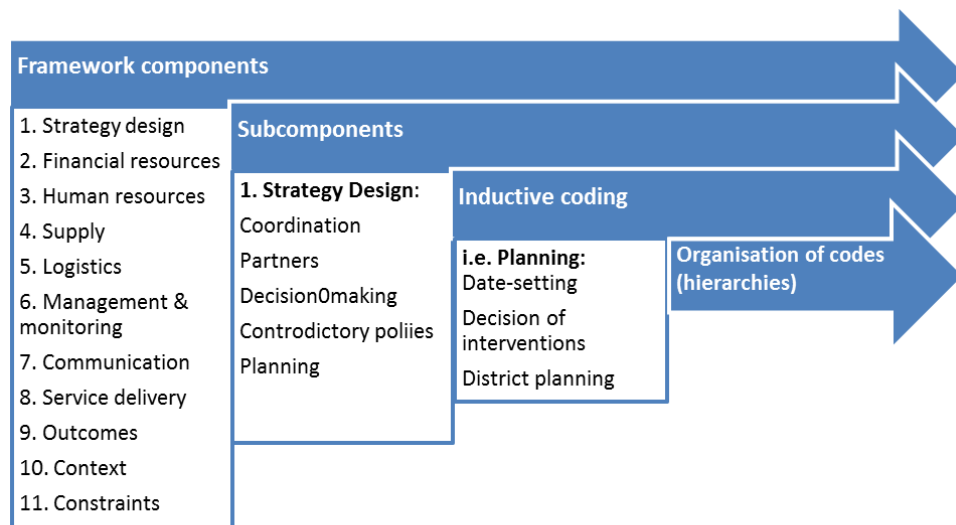 Framework components
1. Strategy design
2. Financial resources
3. Human resources
4. Supply
5. Logistics
6. Management &
monitoring
7. Communication
8. Service delivery
9. Outcomes
10. Context
11. Constraints
Subcomponents
1. Strategy Design:
Coordination
Partners
Decision0making
Controdictory poliies
Planning
Inductive coding
i.e. Planning:
Date-setting
Decision of
interventions
District planning
Organisation of codes
(hierarchies)